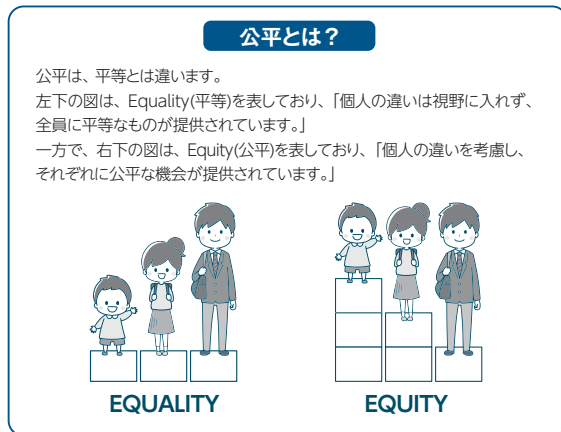 公平とは？
公平は、平等とは違います。
左下の図は、Equality(平等)を表しており、「個人の違いは視野に入れず、
全員に平等なものが提供されています。」
一方で、右下の図は、Equity(公平)を表しており、「個人の違いを考慮し、
それぞれに公平な機会が提供されています。」
EQUALITY
EQUITY